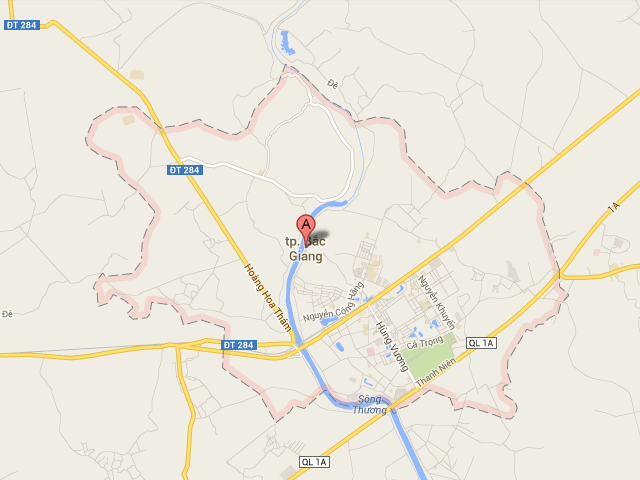 ĐT 284
Đê
ĐT 284
1A
A
tp. Bắc
Giang
Hoàng Hoa Thám
Nguyễn Khuyến
Nguyễn Công Hãng
Đê
Hùng Vương
Cả Trọng
ĐT 284
QL 1A
Thanh Niên
Sông
Thương
QL 1A